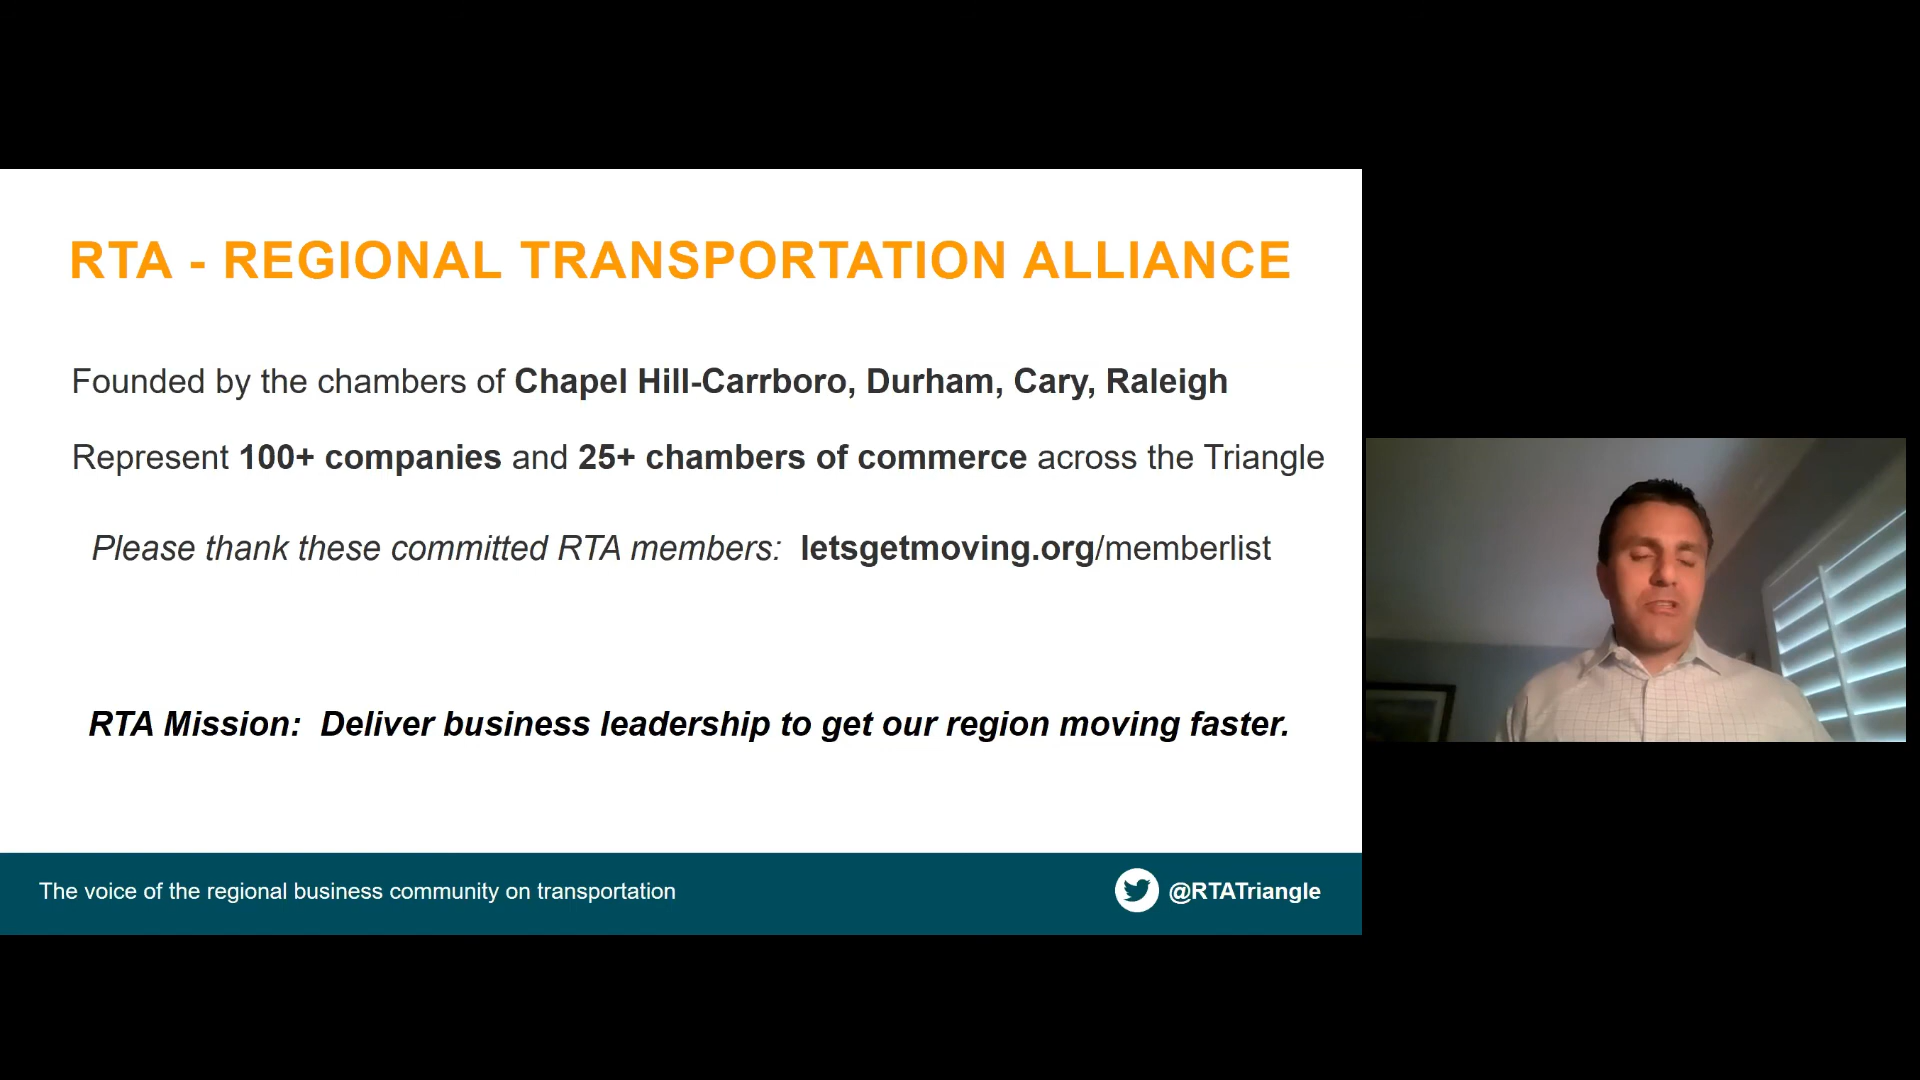 RTA - REGIONAL TRANSPORTATION ALLIANCE
Founded by the chambers of Chapel Hill-Carrboro, Durham, Cary, Raleigh
Represent 100+ companies and 25+ chambers of commerce across the Triangle
Please thank these committed RTA members: letsgetmoving.org/memberlist
RTA Mission: Deliver business leadership to get our region moving faster.
The voice of the regional business community on transportation
@RTATriangle